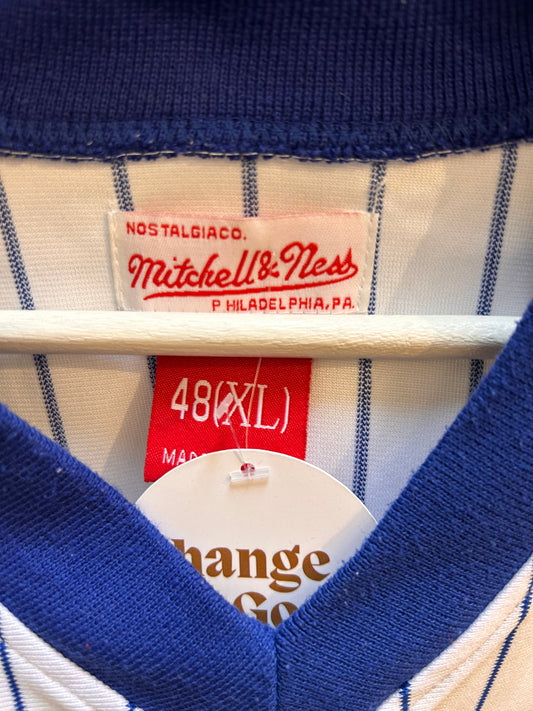 NOSTALGIACO.
Mitchell & Ness
PHILADELPHIA, PA.
48(XL)
hange
Go